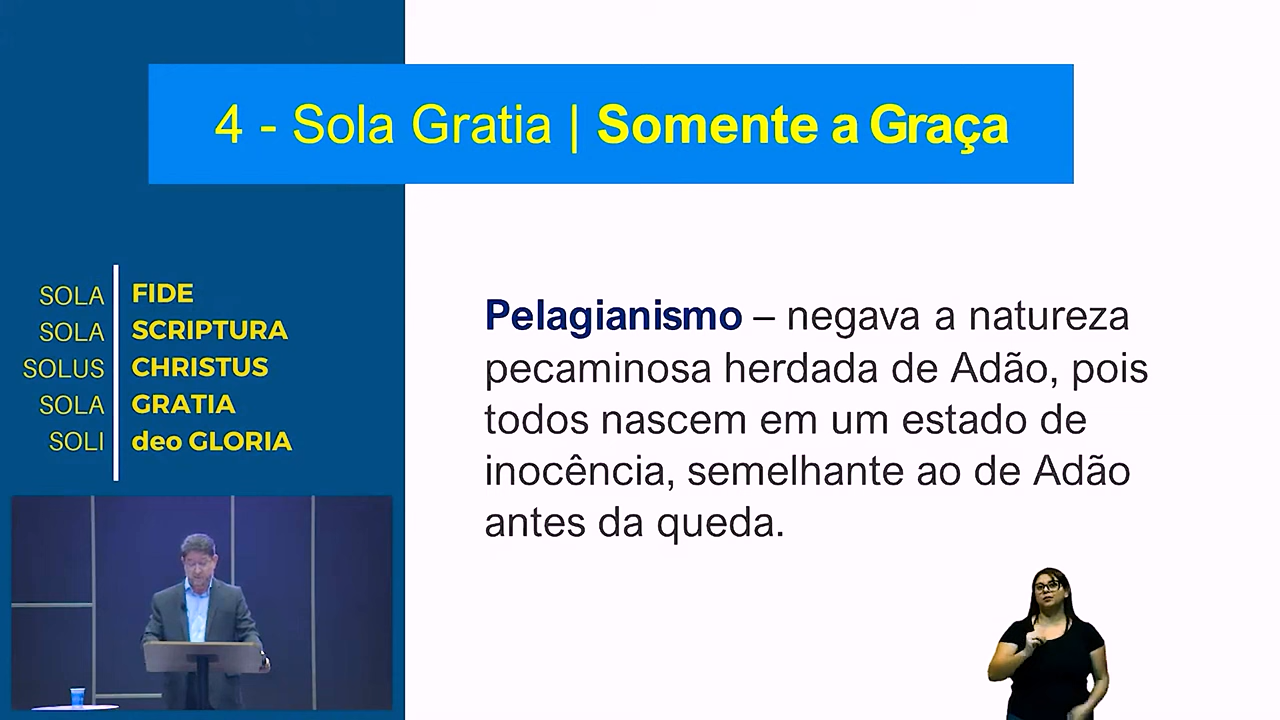 4 - Sola Gratia | Somente a Graça
SOLA FIDE
SOLA SCRIPTURA
SOLUS CHRISTUS
SOLA GRATIA
SOLI deo GLORIA
Pelagianismo – negava a natureza
pecaminosa herdada de Adão, pois
todos nascem em um estado de
inocência, semelhante ao de Adão
antes da queda.